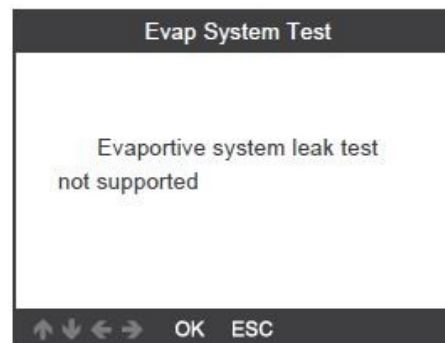 Evap System Test
Evaportive system leak test
not supported
OK ESC